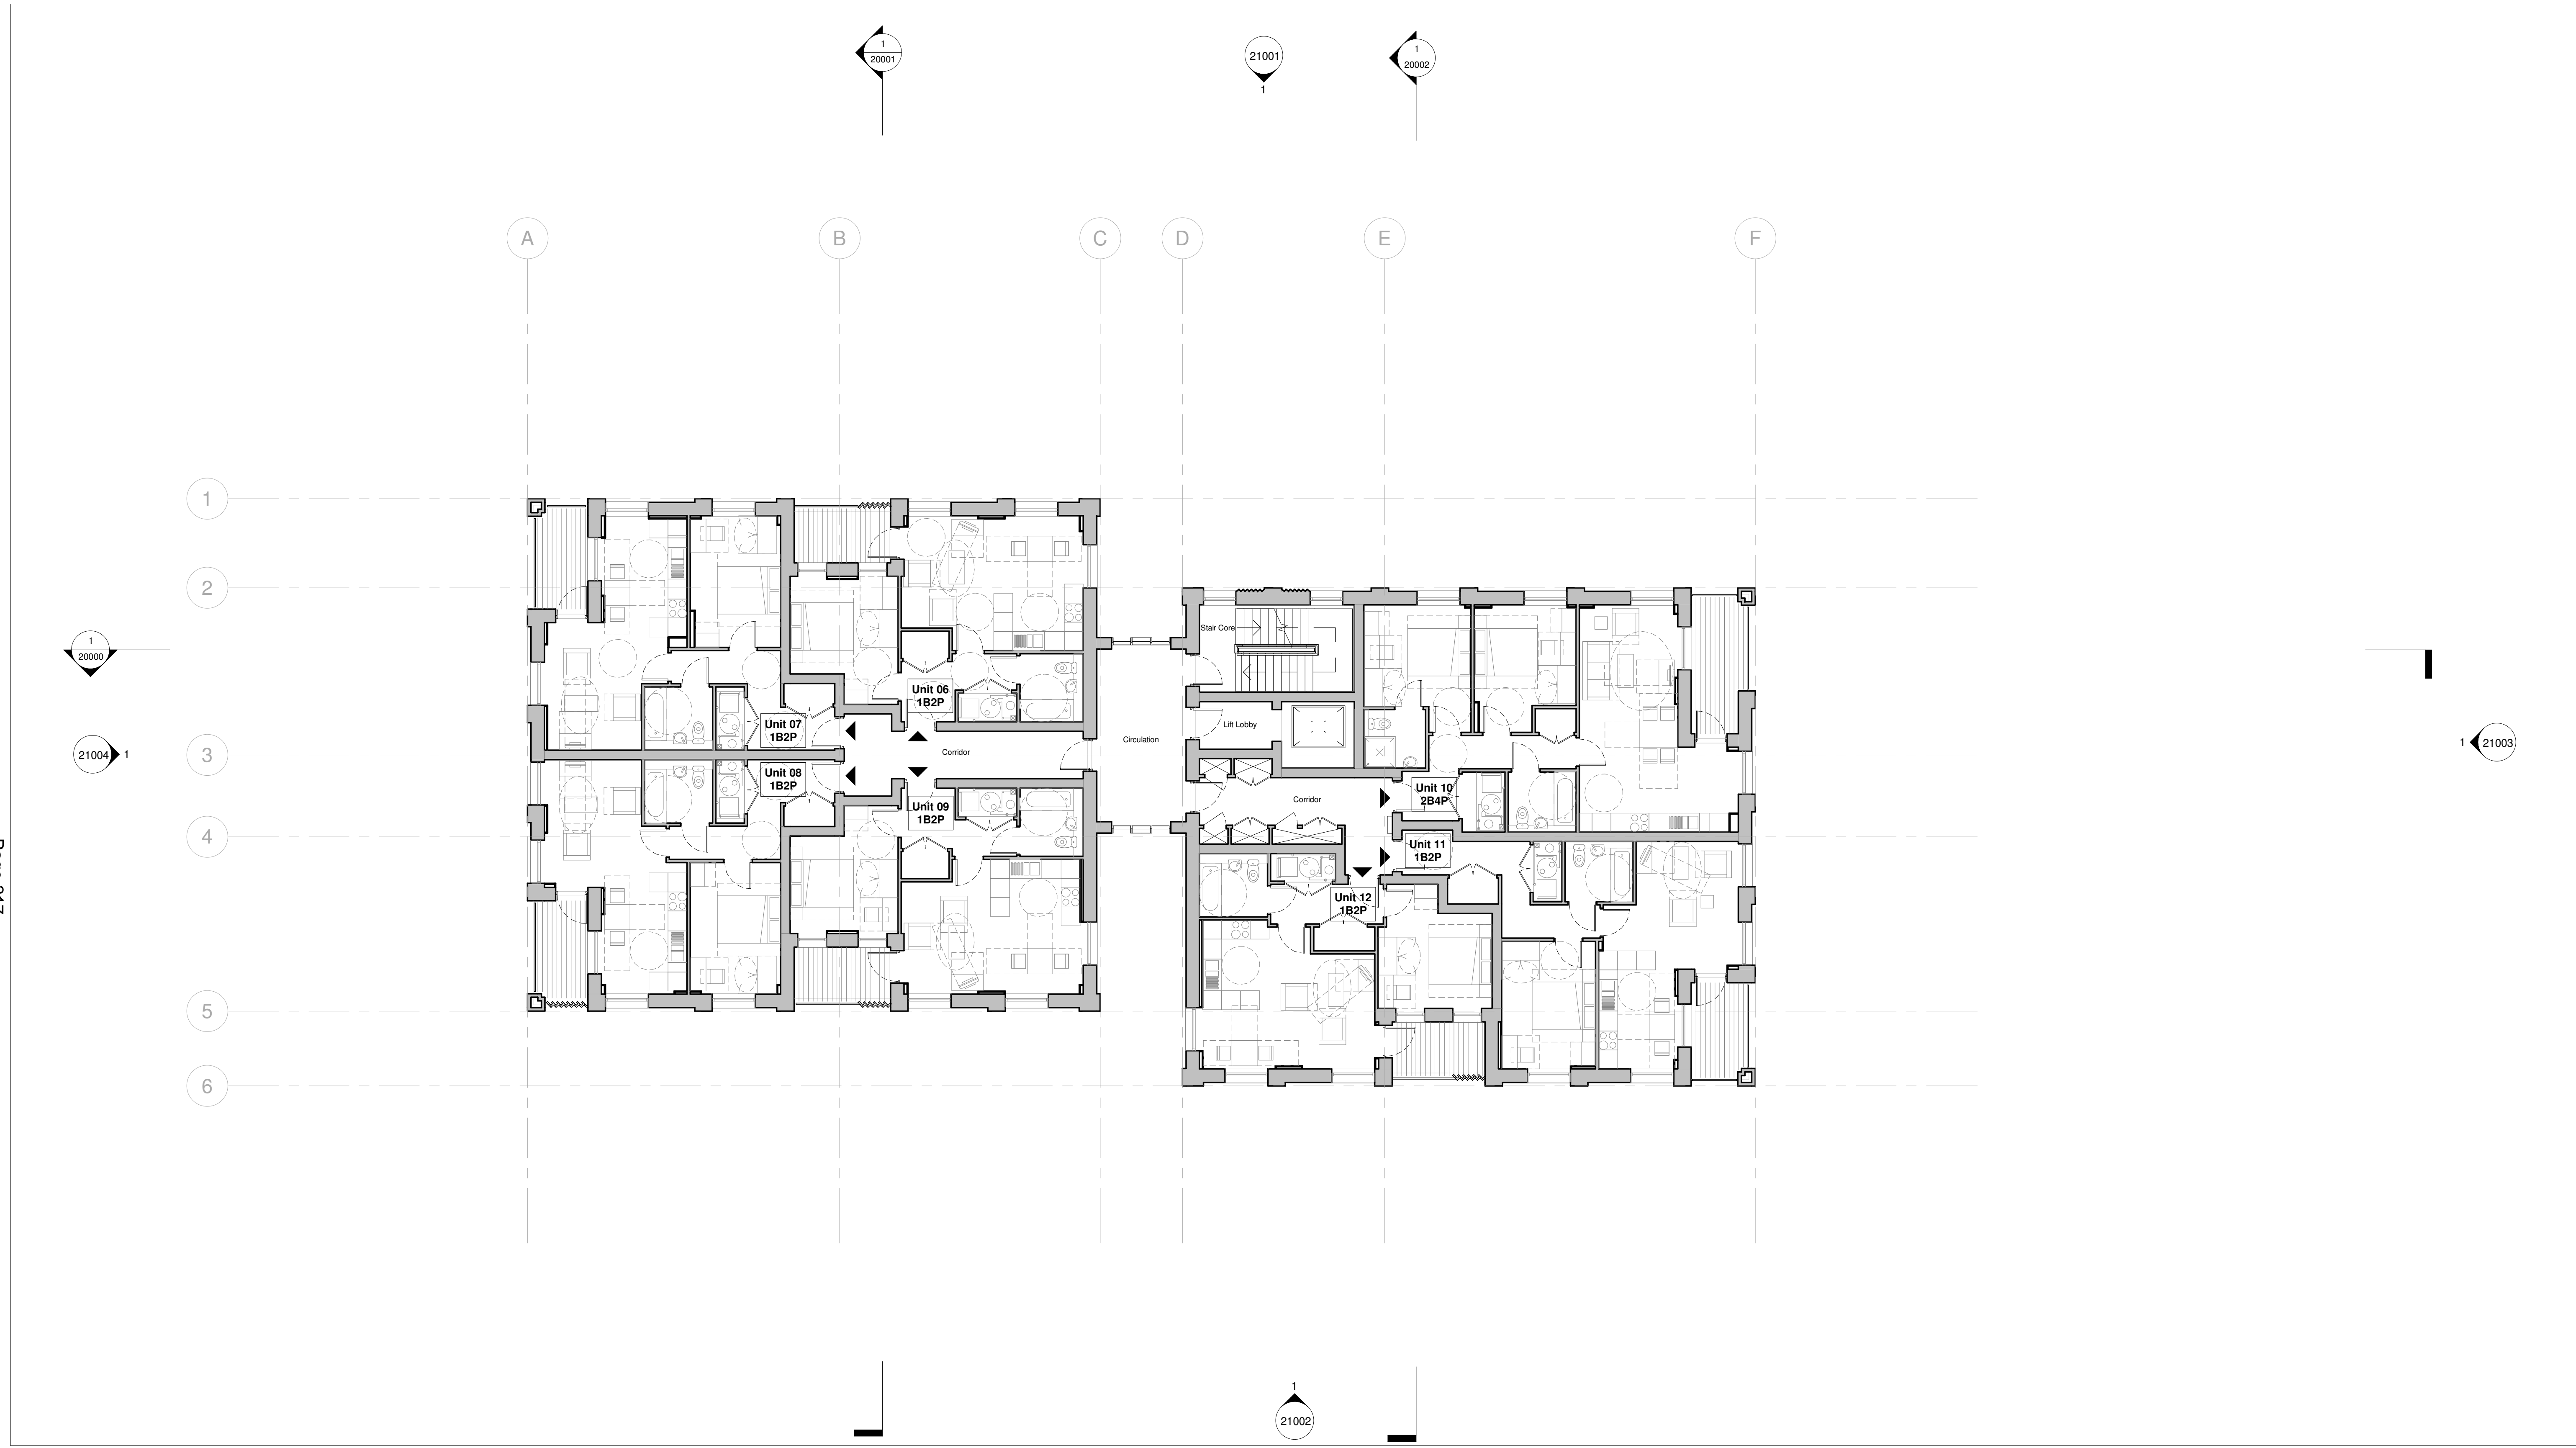 1
20001
21001
1
1
20002
A
B
C
D
E
F
1
2
Stair Core
1
20000
Unit 06
1B2P
Unit 07
1B2P
Lift Lobby
Circulation
Corridor
21004
1
3
1
21003
Unit 08
1B2P
Unit 09
1B2P
Corridor
Unit 10
2B4P
4
Unit 11
1B2P
Unit 12
1B2P
5
6
1
21002